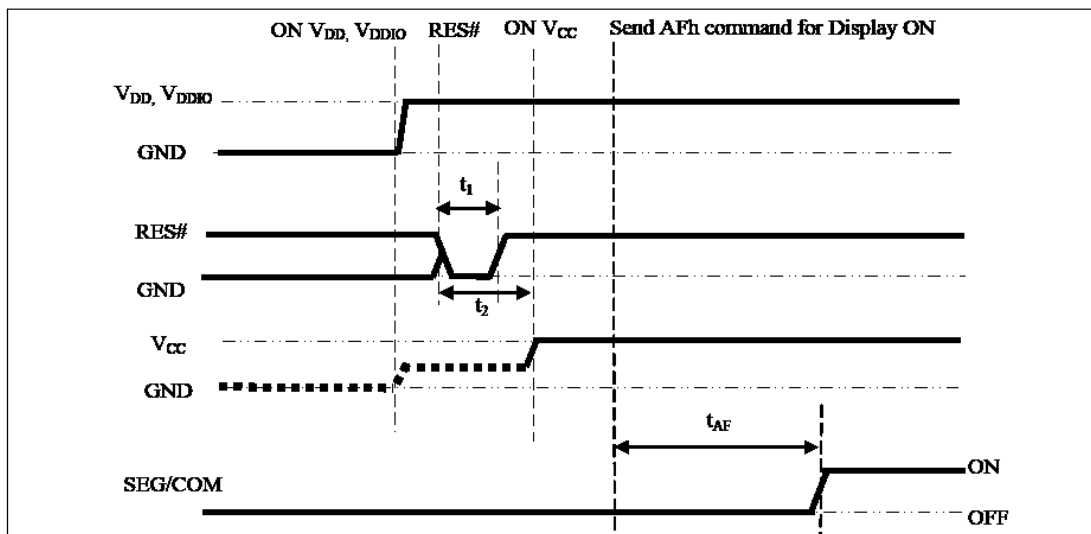 ON VDD, VDDIO RES# ON VCC Send AFh command for Display ON
VDD, VDDIO
GND
t1
RES#
GND
t2
VCC
GND
tAF
ON
SEG/COM
OFF